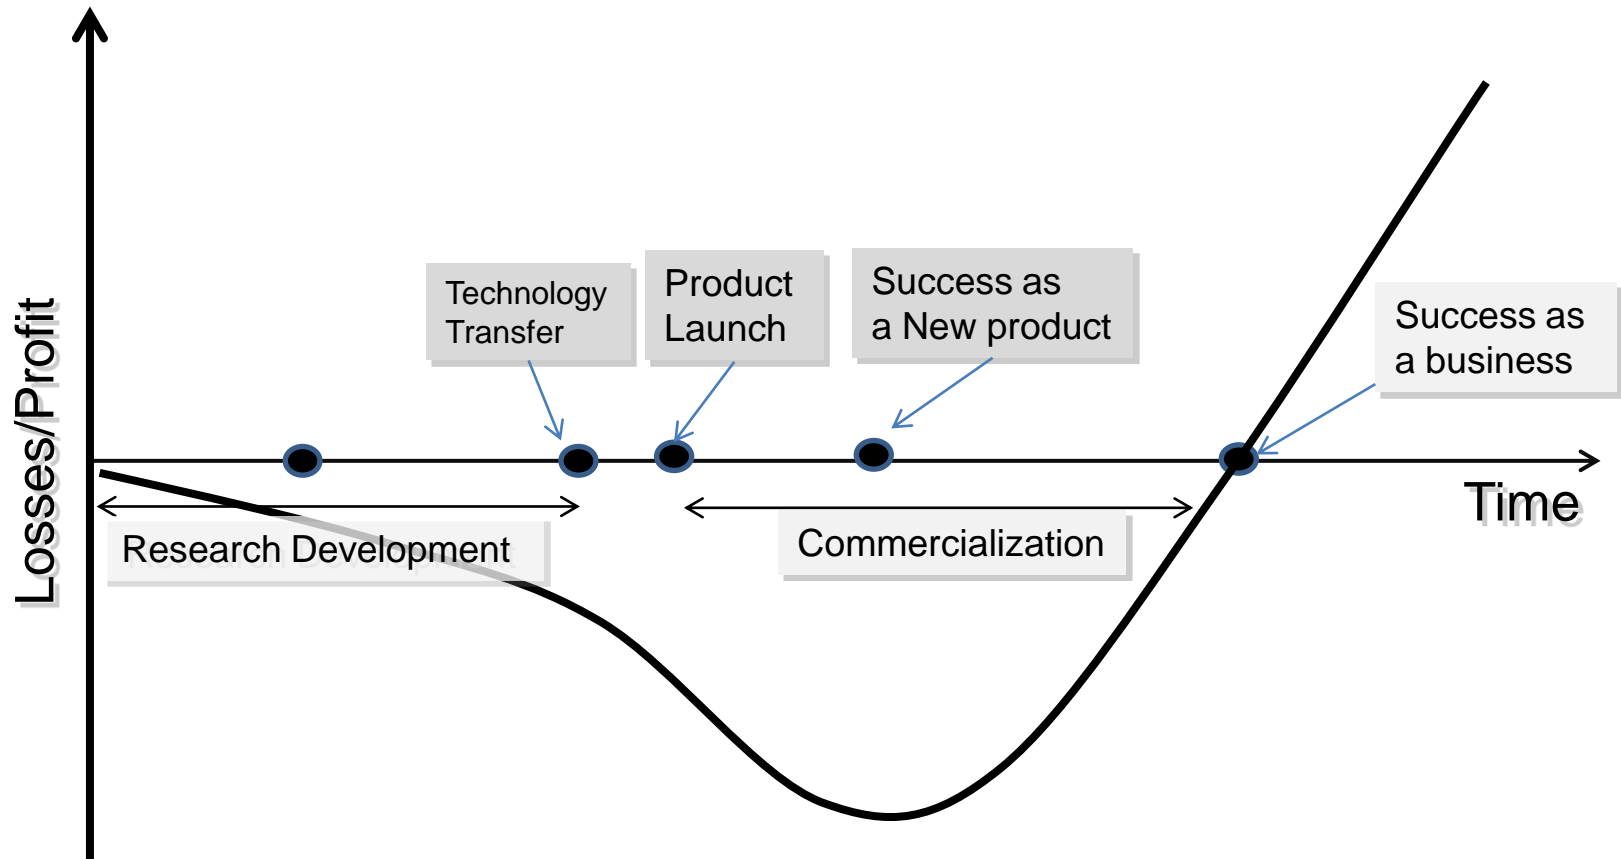 Losses/Profit
Technology
Transfer
Product
Launch
Success as
a New product
Success as
a business
Time
Research Development
Commercialization